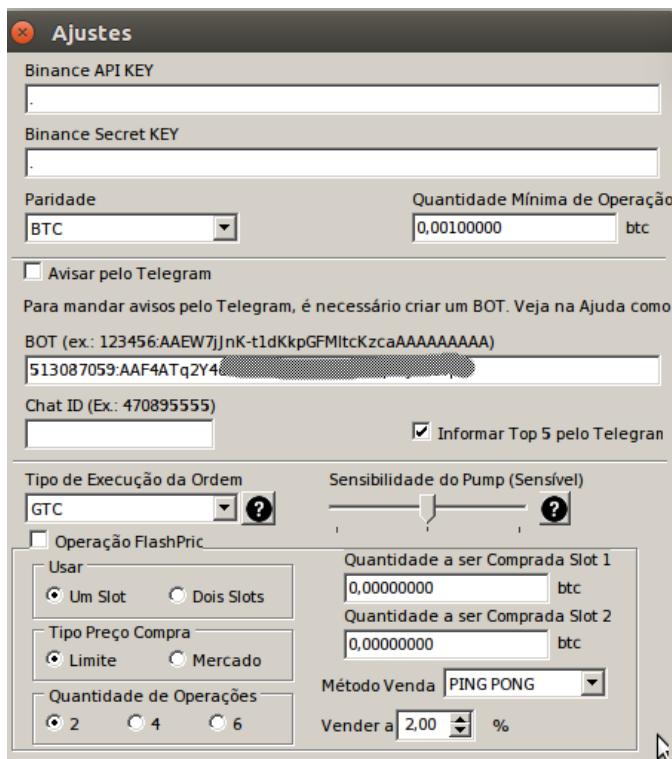 Ajustes
Binance API KEY
.
Binance Secret KEY
.
Paridade
Quantidade Mínima de Operação
BTC
0,00100000 btc
Avisar pelo Telegram
Para mandar avisos pelo Telegram, é necessário criar um BOT. Veja na Ajuda como
BOT (ex.: 123456:AAEW7jJnK-t1dKkpGFMltcKzcaAAAAAAAAA)
513087059:AAF4ATq2Y4
Chat ID (Ex.: 470895555)
Informar Top 5 pelo Telegram
Tipo de Execução da Ordem
Sensibilidade do Pump (Sensível)
GTC
?
?
Operação FlashPric
Usar
Um Slot Dois Slots
Tipo Preço Compra
Limite Mercado
Quantidade de Operações
2 4 6
Quantidade a ser Comprada Slot 1
0,00000000 btc
Quantidade a ser Comprada Slot 2
0,00000000 btc
Método Venda PING PONG
Vender a 2,00 %